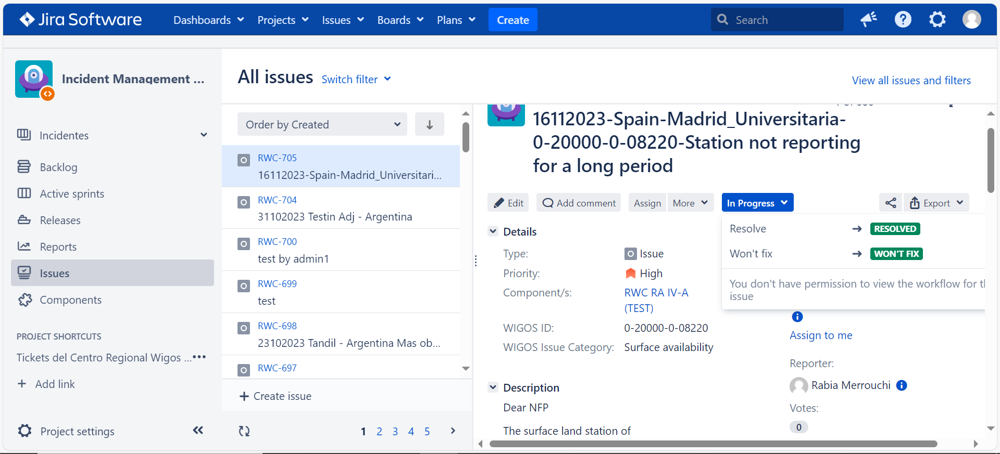 Jira Software
Dashboards
Projects
Issues
Boards
Plans
Create
Search
Incident Management ...
Incidentes
Backlog
Active sprints
Releases
Reports
Issues
Components
PROJECT SHORTCUTS
Tickets del Centro Regional Wigos ...
+ Add link
Project settings
All issues
Switch filter
View all issues and filters
Order by Created
RWC-705
16112023-Spain-Madrid_Universitari...
RWC-704
31102023 Testin Adj - Argentina
RWC-700
test by admin1
RWC-699
test
RWC-698
23102023 Tandil - Argentina Mas ob...
RWC-697
+ Create issue
1 2 3 4 5
16112023-Spain-Madrid_Universitaria-
0-20000-0-08220-Station not reporting
for a long period
Edit
Add comment
Assign
More
In Progress
Export
Resolve → RESOLVED
Won't fix → WON'T FIX
You don't have permission to view the workflow for
issue
Details
Type: Issue
Priority: High
Component/s: RWC RA IV-A
(TEST)
WIGOS ID: 0-20000-0-08220
WIGOS Issue Category: Surface availability
Assign to me
Reporter:
Rabia Merrouchi
Votes:
0
Description
Dear NFP
The surface land station of